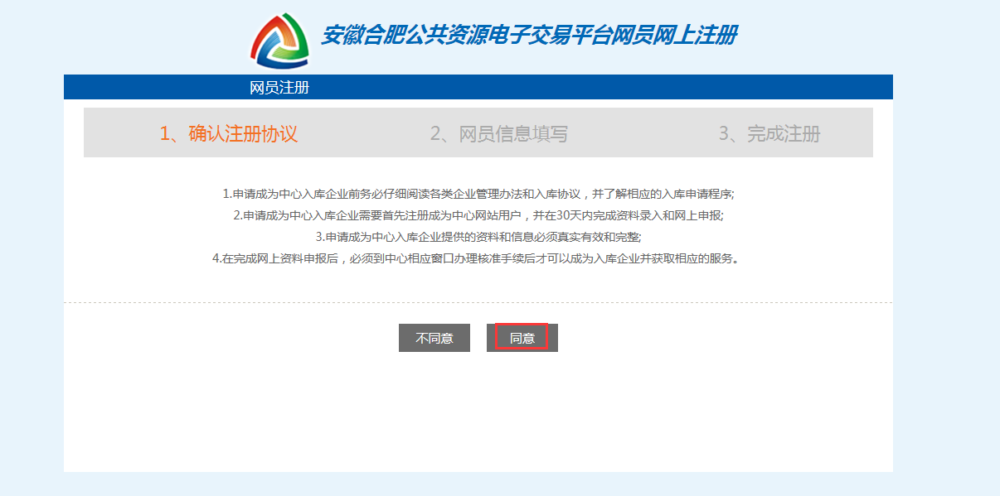 安徽合肥公共资源电子交易平台网员网上注册
网员注册
1、确认注册协议 2、网员信息填写 3、完成注册
1.申请成为中心入库企业前务必仔细阅读各类企业管理办法和入库协议，并了解相应的入库申请程序;
2.申请成为中心入库企业需要首先注册成为中心网站用户，并在30天内完成资料录入和网上申报;
3.申请成为中心入库企业提供的资料和信息必须真实有效和完整;
4.在完成网上资料申报后，必须到中心相应窗口办理核准手续后才可以成为入库企业并获取相应的服务。
不同意 同意